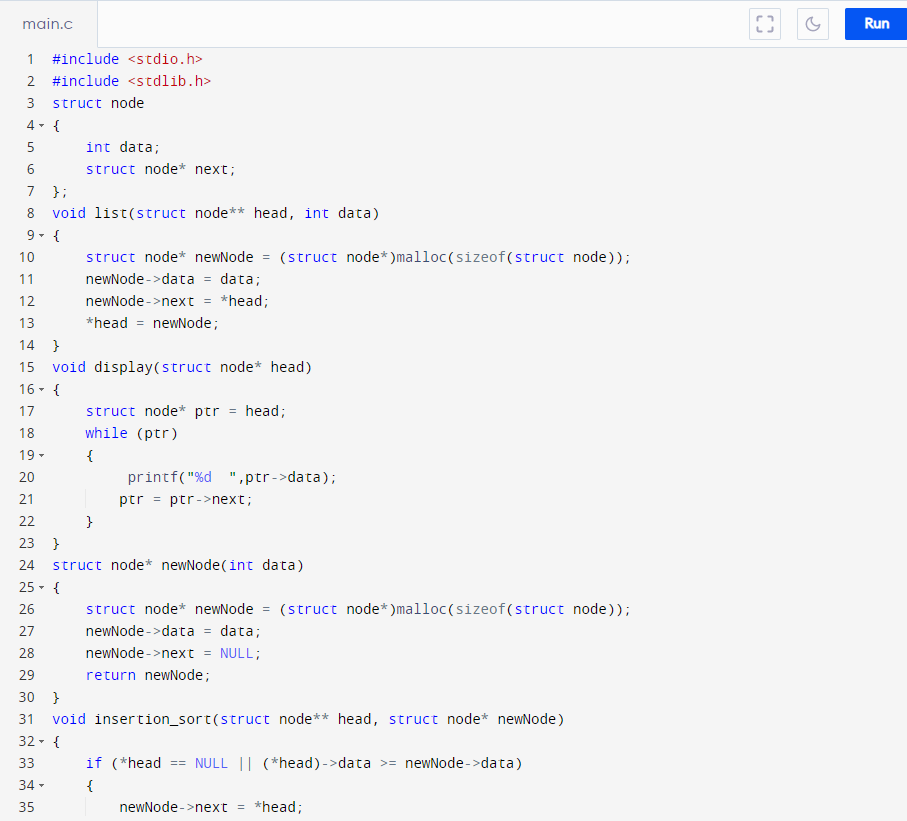 main.c
Run
1 #include <stdio.h>
2 #include <stdlib.h>
3 struct node
4 {
5     int data;
6     struct node* next;
7 };
8 void list(struct node** head, int data)
9 {
10     struct node* newNode = (struct node*)malloc(sizeof(struct node));
11     newNode->data = data;
12     newNode->next = *head;
13     *head = newNode;
14 }
15 void display(struct node* head)
16 {
17     struct node* ptr = head;
18     while (ptr)
19     {
20          printf("%d  ",ptr->data);
21         ptr = ptr->next;
22     }
23 }
24 struct node* newNode(int data)
25 {
26     struct node* newNode = (struct node*)malloc(sizeof(struct node));
27     newNode->data = data;
28     newNode->next = NULL;
29     return newNode;
30 }
31 void insertion_sort(struct node** head, struct node* newNode)
32 {
33     if (*head == NULL || (*head)->data >= newNode->data)
34     {
35         newNode->next = *head;